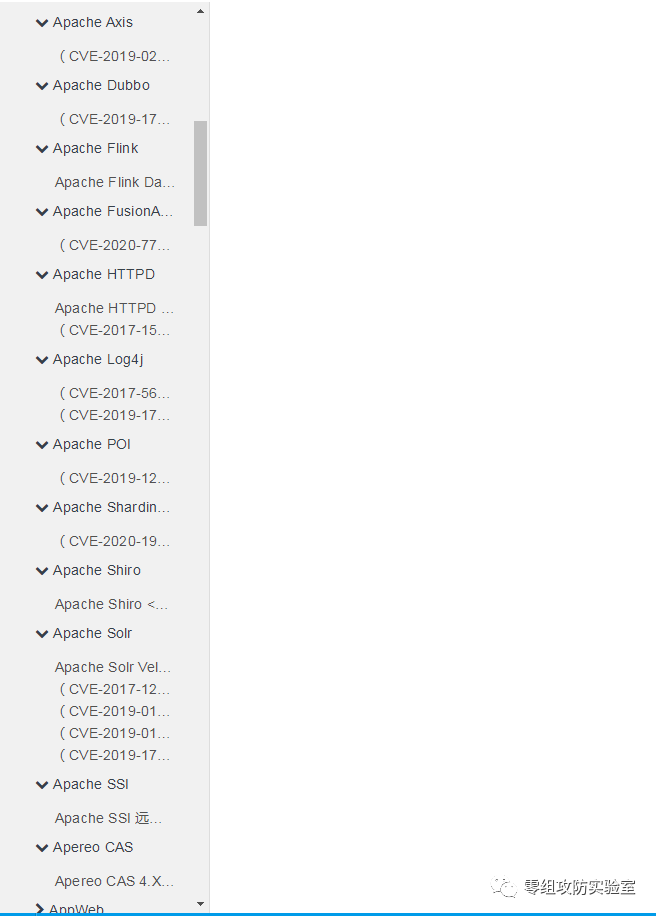 Apache Axis
（CVE-2019-02...
Apache Dubbo
（CVE-2019-17...
Apache Flink
Apache Flink Da...
Apache FusionA...
（CVE-2020-77...
Apache HTTPD
Apache HTTPD ...
（CVE-2017-15...
Apache Log4j
（CVE-2017-56...
（CVE-2019-17...
Apache POI
（CVE-2019-12...
Apache Shardin...
（CVE-2020-19...
Apache Shiro
Apache Shiro <...
Apache Solr
Apache Solr Vel...
（CVE-2017-12...
（CVE-2019-01...
（CVE-2019-01...
（CVE-2019-17...
Apache SSI
Apache SSI 远...
Apereo CAS
Apereo CAS 4.X...
AppWeb
零组攻防实验室